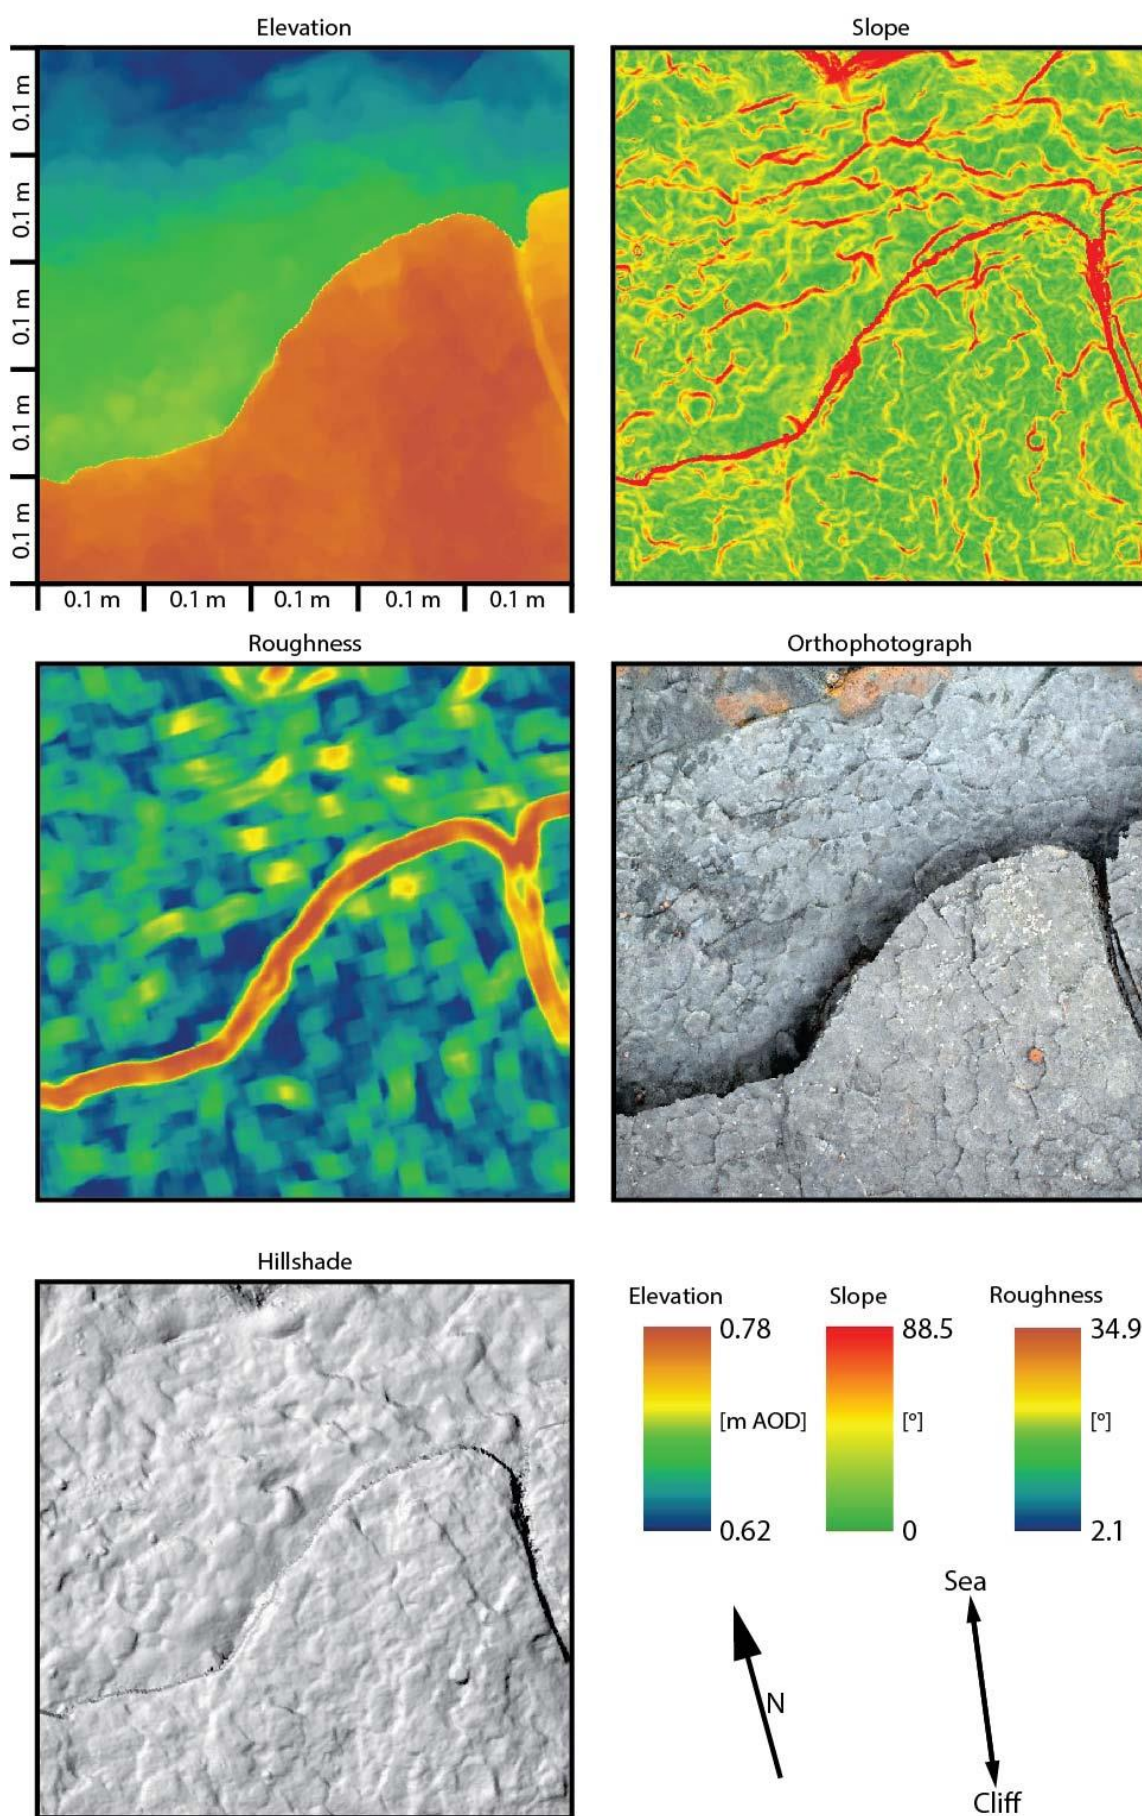 Elevation
Slope
0.1 m
0.1 m
0.1 m
0.1 m
0.1 m
0.1 m
0.1 m
0.1 m
0.1 m
0.1 m
Roughness
Orthophotograph
Hillshade
Elevation
Slope
Roughness
0.78
88.5
34.9
[m AOD]
[°]
[°]
0.62
0
2.1
Sea
N
Cliff